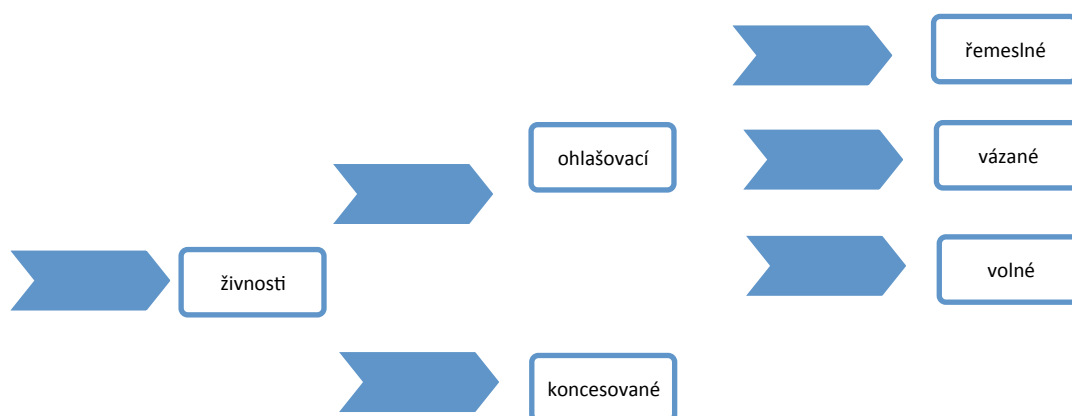 řemeslné
ohlašovací
vázané
živnosti
volné
koncesované